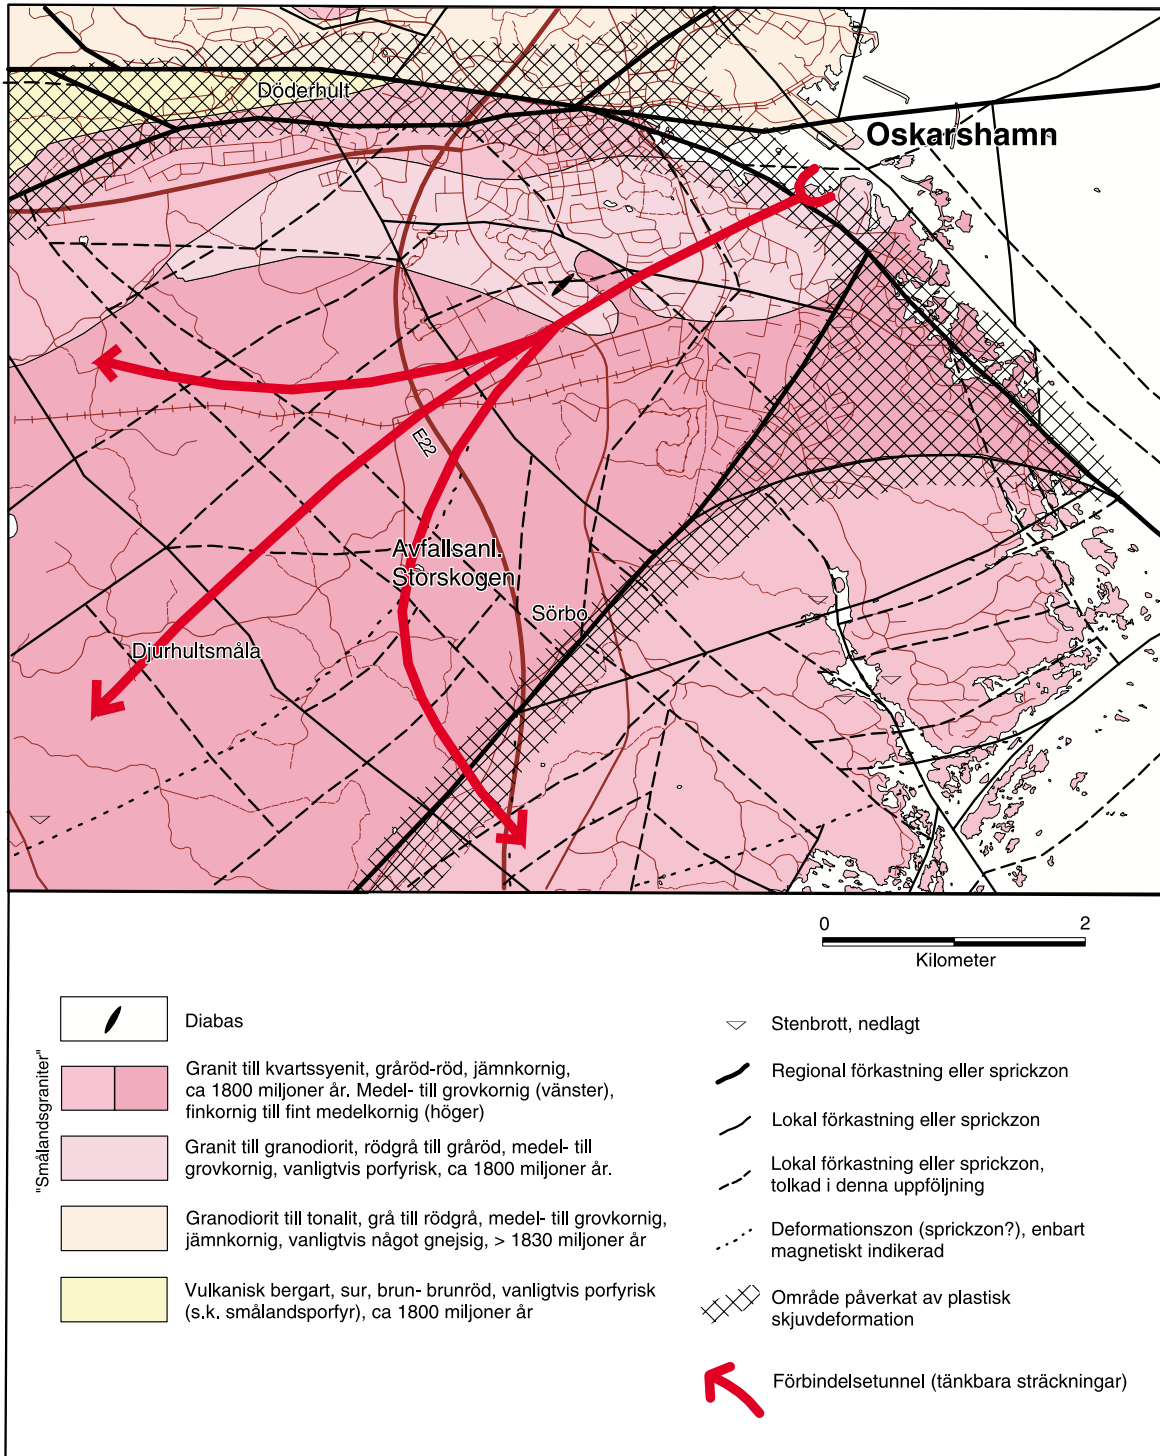 Döderhult
Oskarshamn
E22
Avfallsanl.
Storskogen
Sörbo
Djurhultsmåla
0 2
Kilometer
"Smålandsgraniter"
Diabas
Granit till kvartssyenit, gråröd-röd, jämnkornig,
ca 1800 miljoner år. Medel- till grovkornig (vänster),
finkornig till fint medelkornig (höger)
Granit till granodiorit, rödgrå till gråröd, medel- till
grovkornig, vanligtvis porfyrisk, ca 1800 miljoner år.
Granodiorit till tonalit, grå till rödgrå, medel- till grovkornig,
jämnkornig, vanligtvis något gnejsig, > 1830 miljoner år
Vulkanisk bergart, sur, brun- brunröd, vanligtvis porfyrisk
(s.k. smålandsporfyr), ca 1800 miljoner år
Stenbrott, nedlagt
Regional förkastning eller sprickzon
Lokal förkastning eller sprickzon
Lokal förkastning eller sprickzon,
tolkad i denna uppföljning
Deformationszon (sprickzon?), enbart
magnetiskt indikerad
Område påverkat av plastisk
skjuvdeformation
Förbindelsetunnel (tänkbara sträckningar)